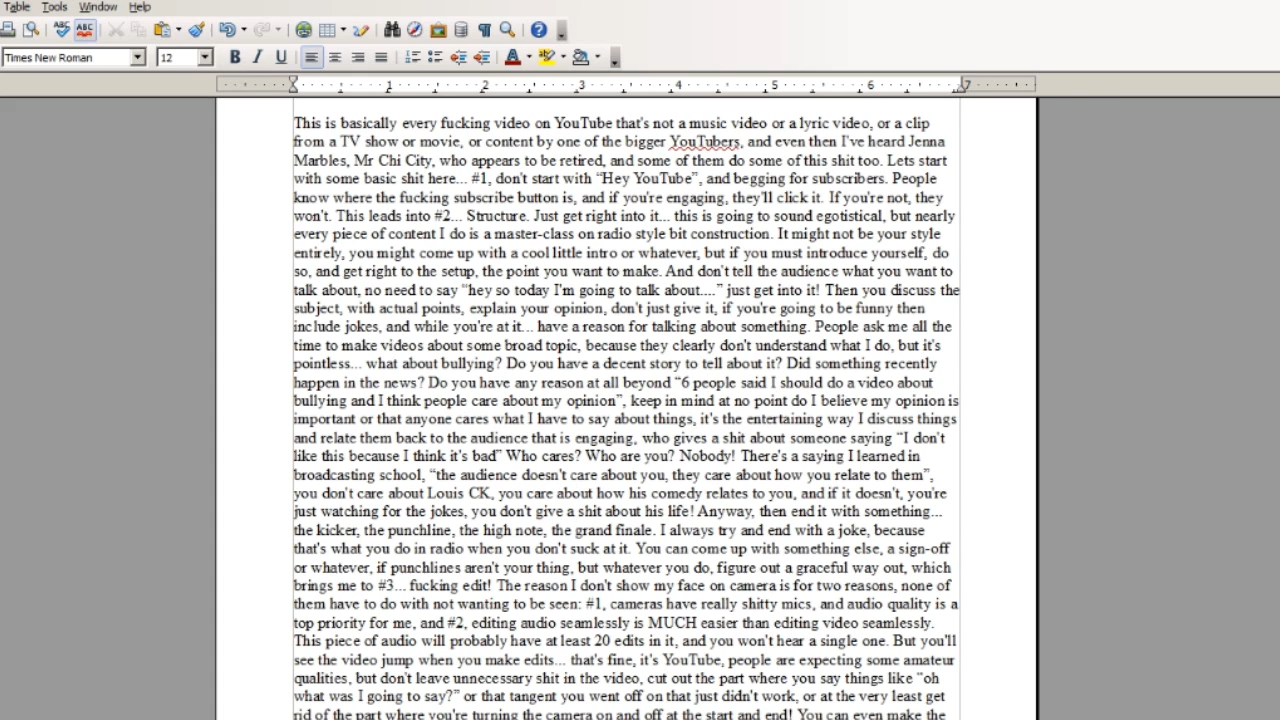 Table Tools Window Help
Times New Roman 12 B I U
1 2 3 4 5 6 7
This is basically every fucking video on YouTube that's not a music video or a lyric video, or a clip
from a TV show or movie, or content by one of the bigger YouTubers, and even then I've heard Jenna
Marbles, Mr Chi City, who appears to be retired, and some of them do some of this shit too. Lets start
with some basic shit here... #1, don't start with “Hey YouTube”, and begging for subscribers. People
know where the fucking subscribe button is, and if you're engaging, they'll click it. If you're not, they
won't. This leads into #2... Structure. Just get right into it... this is going to sound egotistical, but nearly
every piece of content I do is a master-class on radio style bit construction. It might not be your style
entirely, you might come up with a cool little intro or whatever, but if you must introduce yourself, do
so, and get right to the setup, the point you want to make. And don't tell the audience what you want to
talk about, no need to say “hey so today I'm going to talk about....” just get into it! Then you discuss the
subject, with actual points, explain your opinion, don't just give it, if you're going to be funny then
include jokes, and while you're at it... have a reason for talking about something. People ask me all the
time to make videos about some broad topic, because they clearly don't understand what I do, but it's
pointless... what about bullying? Do you have a decent story to tell about it? Did something recently
happen in the news? Do you have any reason at all beyond “6 people said I should do a video about
bullying and I think people care about my opinion”, keep in mind at no point do I believe my opinion is
important or that anyone cares what I have to say about things, it's the entertaining way I discuss things
and relate them back to the audience that is engaging, who gives a shit about someone saying “I don't
like this because I think it's bad” Who cares? Who are you? Nobody! There's a saying I learned in
broadcasting school, “the audience doesn't care about you, they care about how you relate to them”,
you don't care about Louis CK, you care about how his comedy relates to you, and if it doesn't, you're
just watching for the jokes, you don't give a shit about his life! Anyway, then end it with something...
the kicker, the punchline, the high note, the grand finale. I always try and end with a joke, because
that's what you do in radio when you don't suck at it. You can come up with something else, a sign-off
or whatever, if punchlines aren't your thing, but whatever you do, figure out a graceful way out, which
brings me to #3... fucking edit! The reason I don't show my face on camera is for two reasons, none of
them have to do with not wanting to be seen: #1, cameras have really shitty mics, and audio quality is a
top priority for me, and #2, editing audio seamlessly is MUCH easier than editing video seamlessly.
This piece of audio will probably have at least 20 edits in it, and you won't hear a single one. But you'll
see the video jump when you make edits... that's fine, it's YouTube, people are expecting some amateur
qualities, but don't leave unnecessary shit in the video, cut out the part where you say things like “oh
what was I going to say?” or that tangent you went off on that just didn't work, or at the very least get
rid of the part where you're turning the camera on and off at the start and end! You can even make the